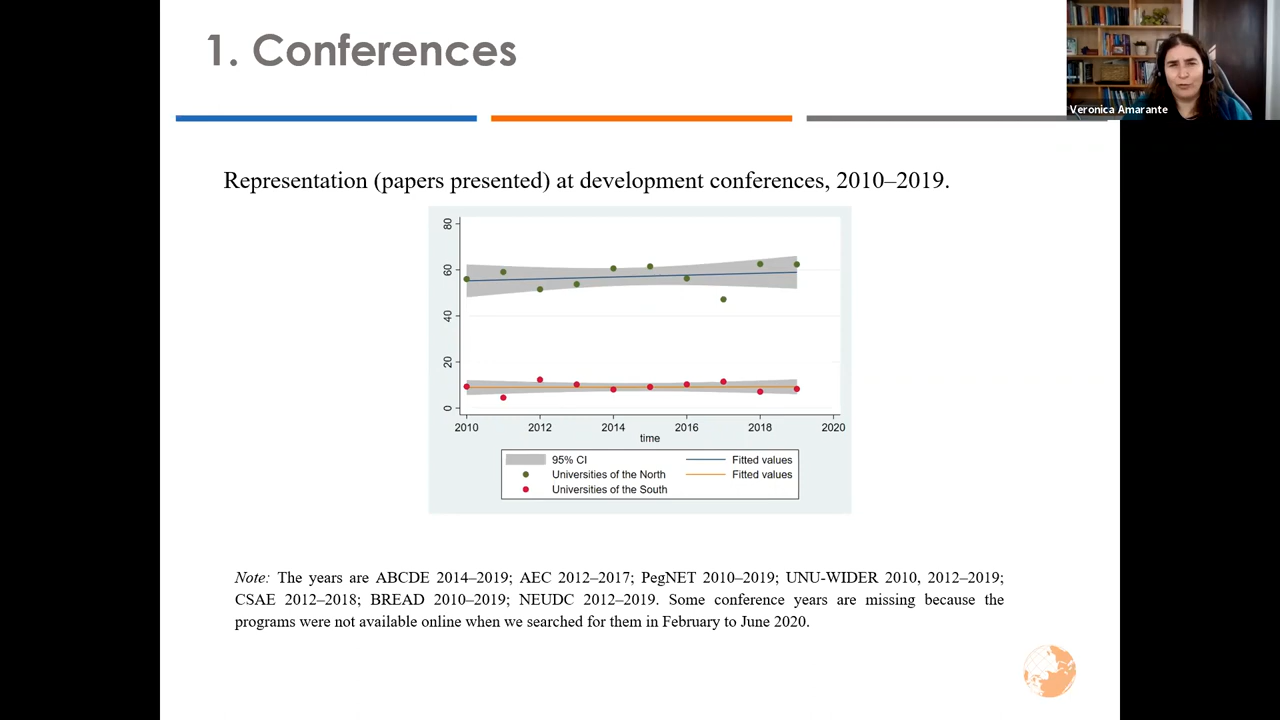 1. Conferences
Veronica Amarante
Representation (papers presented) at development conferences, 2010–2019.
80
60
40
20
0
2010 2012 2014 2016 2018 2020
time
95% CI Fitted values
Universities of the North Fitted values
Universities of the South
Note: The years are ABCDE 2014–2019; AEC 2012–2017; PegNET 2010–2019; UNU-WIDER 2010, 2012–2019;
CSAE 2012–2018; BREAD 2010–2019; NEUDC 2012–2019. Some conference years are missing because the
programs were not available online when we searched for them in February to June 2020.